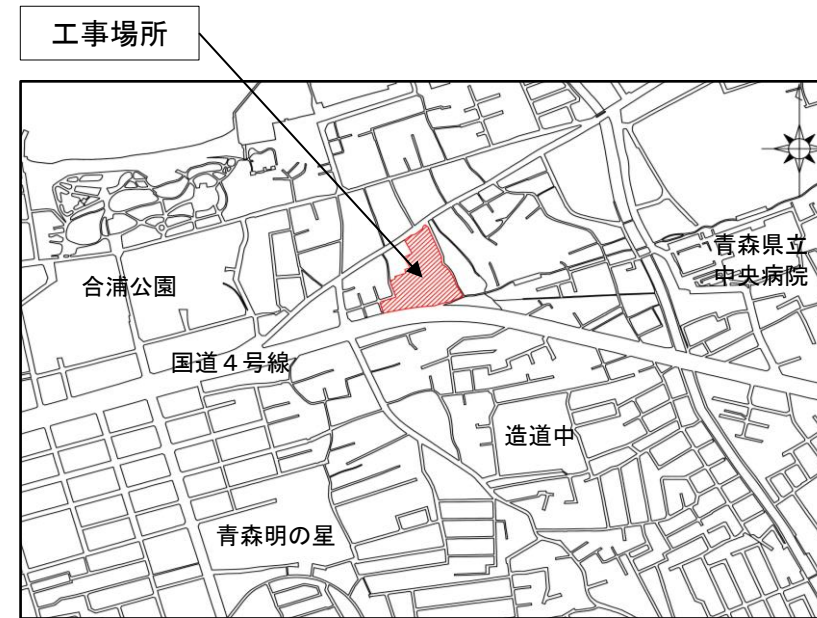 工事場所
青森県立
中央病院
合浦公園
国道４号線
造道中
青森明の星